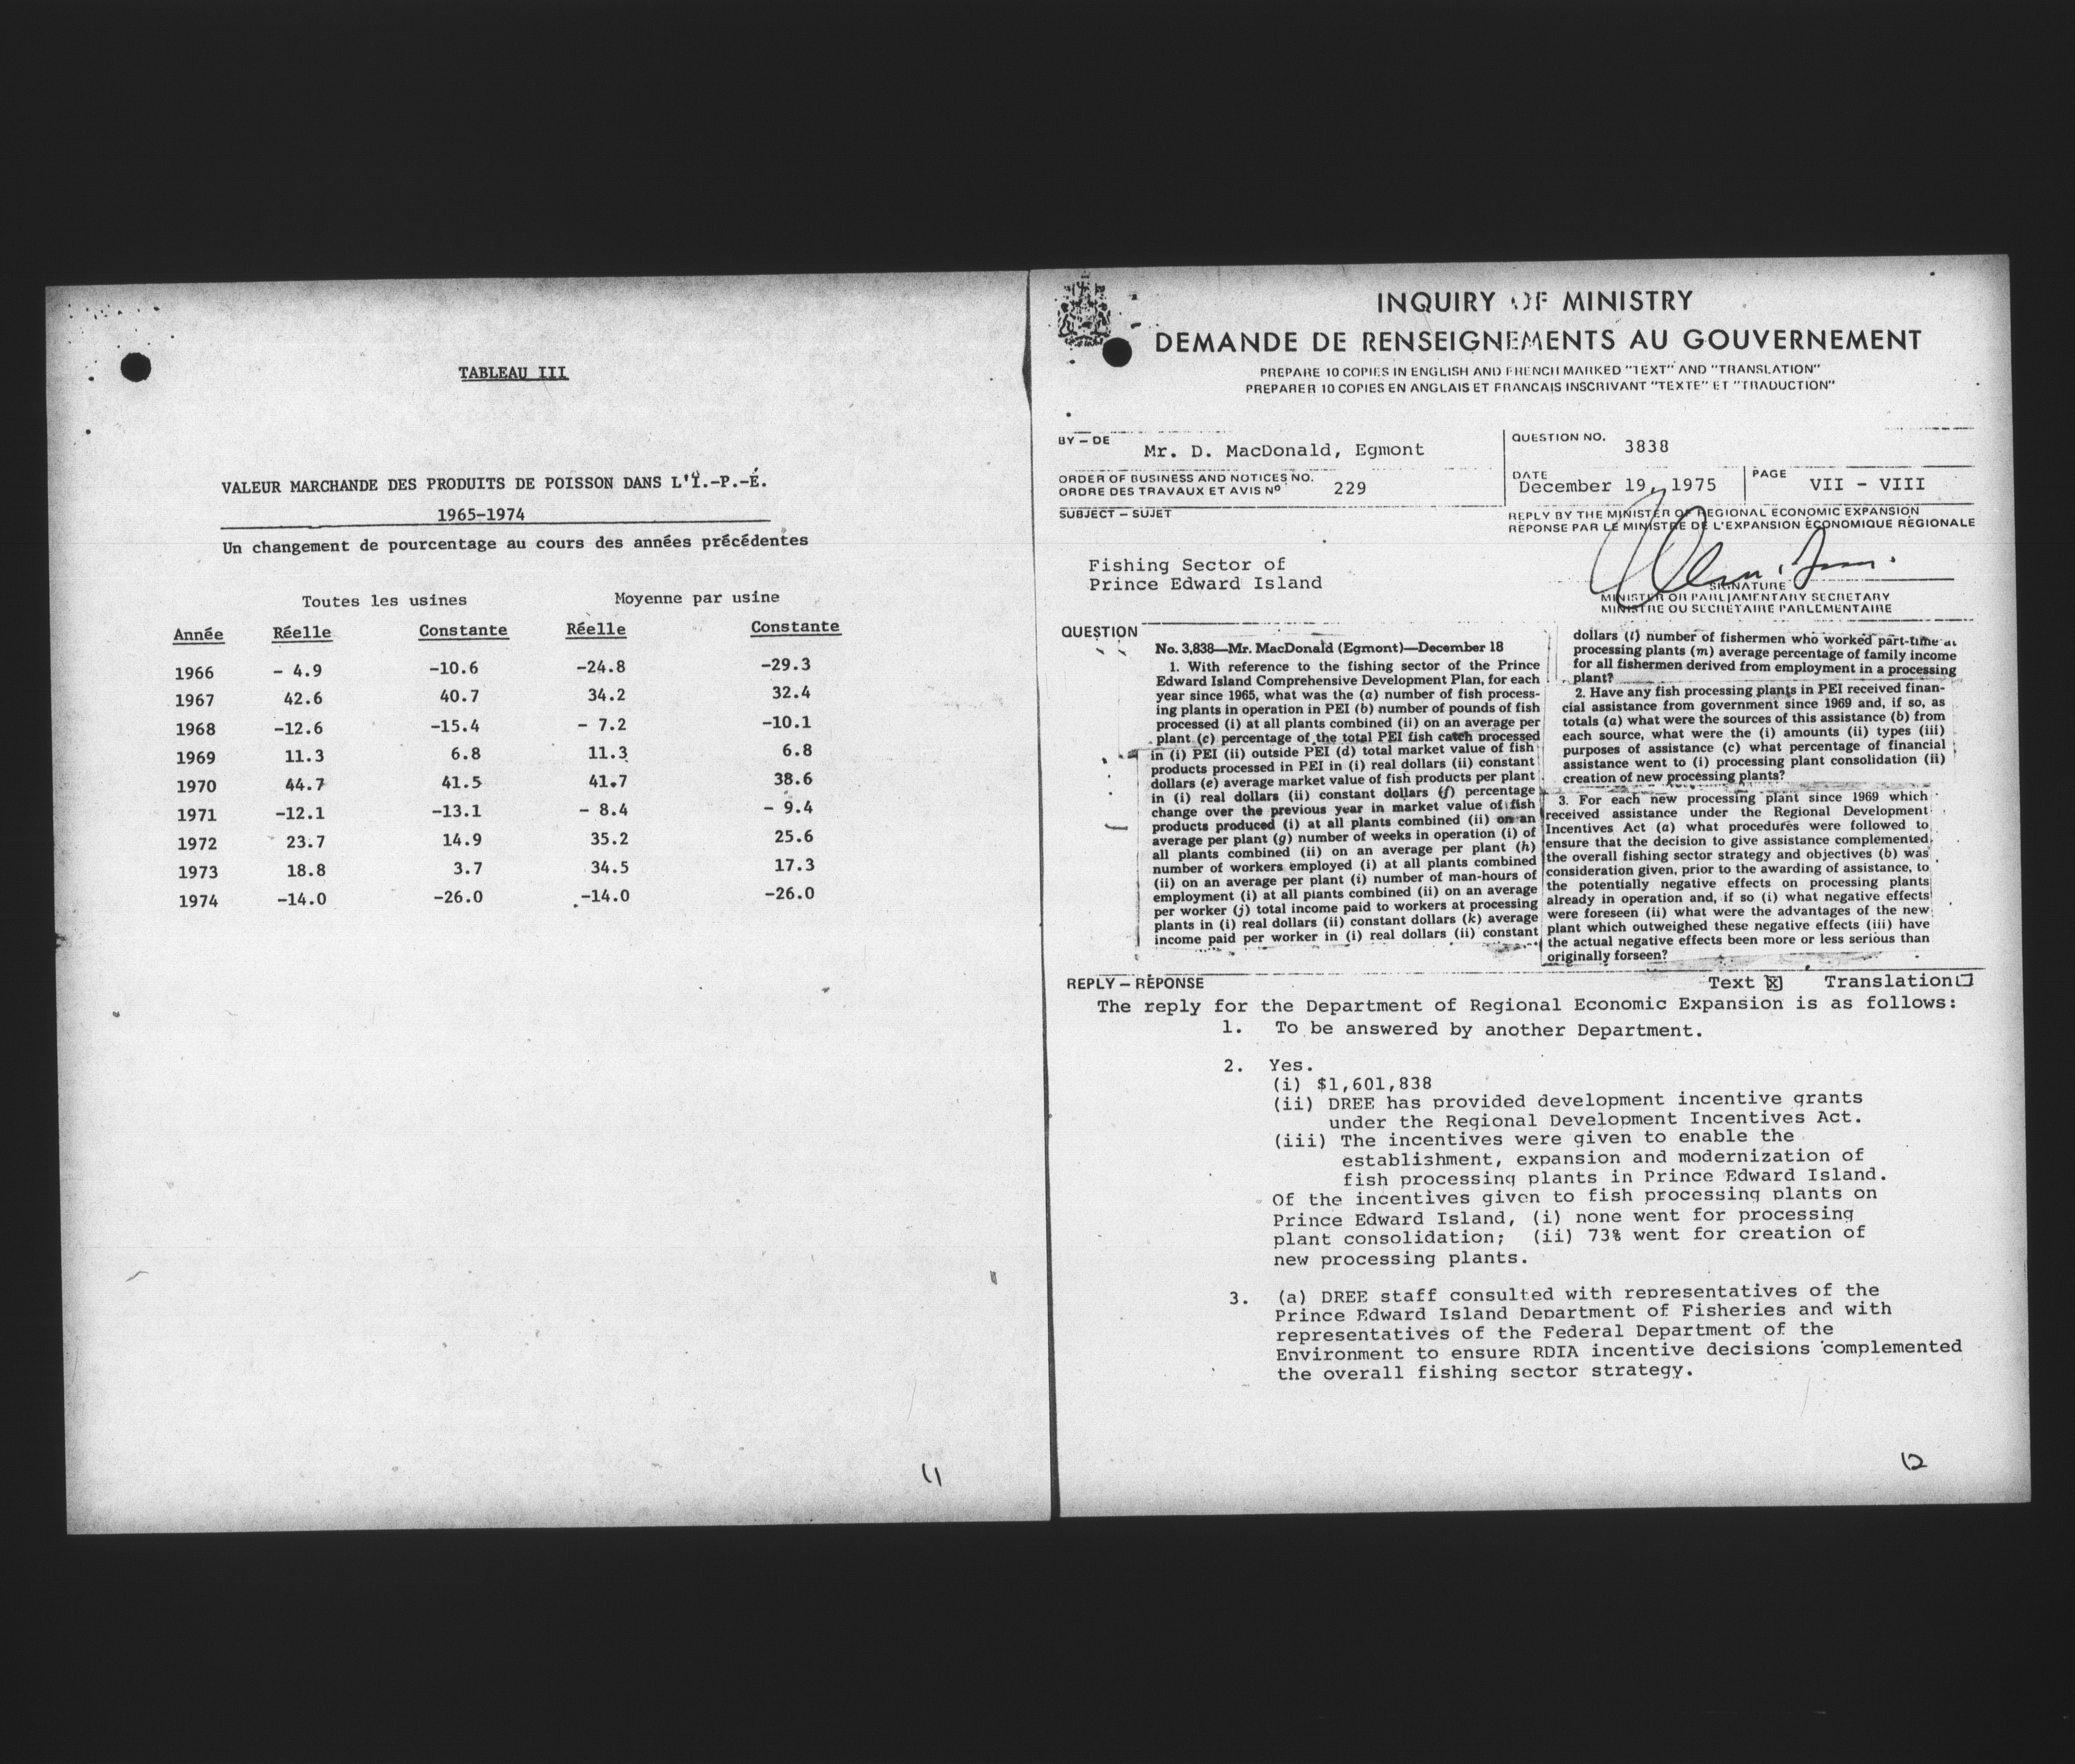 TABLEAU III
VALEUR MARCHANDE DES PRODUITS DE POISSON DANS L'Î.-P.-É.
1965-1974
Un changement de pourcentage au cours des années précédentes
Toutes les usines Moyenne par usine
Année Réelle Constante Réelle Constante
1966 - 4.9 -10.6 -24.8 -29.3
1967 42.6 40.7 34.2 32.4
1968 -12.6 -15.4 - 7.2 -10.1
1969 11.3 6.8 11.3 6.8
1970 44.7 41.5 41.7 38.6
1971 -12.1 -13.1 - 8.4 - 9.4
1972 23.7 14.9 35.2 25.6
1973 18.8 3.7 34.5 17.3
1974 -14.0 -26.0 -14.0 -26.0
11
INQUIRY OF MINISTRY
DEMANDE DE RENSEIGNEMENTS AU GOUVERNEMENT
PREPARE 10 COPIES IN ENGLISH AND FRENCH MARKED "TEXT" AND "TRANSLATION"
PREPARER 10 COPIES EN ANGLAIS ET FRANCAIS INSCRIVANT "TEXTE" ET "TRADUCTION"
BY – DE
Mr. D. MacDonald, Egmont
QUESTION NO.
3838
ORDER OF BUSINESS AND NOTICES NO.
ORDRE DES TRAVAUX ET AVIS Nº
229
DATE
December 19, 1975
PAGE
VII - VIII
SUBJECT – SUJET
REPLY BY THE MINISTER OF REGIONAL ECONOMIC EXPANSION
RÉPONSE PAR LE MINISTRE DE L'EXPANSION ÉCONOMIQUE RÉGIONALE
Fishing Sector of
Prince Edward Island
SIGNATURE
MINISTER OR PARLIAMENTARY SECRETARY
MINISTRE OU SECRÉTAIRE PARLEMENTAIRE
QUESTION
No. 3,838—Mr. MacDonald (Egmont)—December 18
1. With reference to the fishing sector of the Prince
Edward Island Comprehensive Development Plan, for each
year since 1965, what was the (a) number of fish process-
ing plants in operation in PEI (b) number of pounds of fish
processed (i) at all plants combined (ii) on an average per
plant (c) percentage of the total PEI fish catch processed
in (i) PEI (ii) outside PEI (d) total market value of fish
products processed in PEI in (i) real dollars (ii) constant
dollars (e) average market value of fish products per plant
in (i) real dollars (ii) constant dollars (f) percentage
change over the previous year in market value of fish
products produced (i) at all plants combined (ii) on an
average per plant (g) number of weeks in operation (i) of
all plants combined (ii) on an average per plant (h)
number of workers employed (i) at all plants combined
(ii) on an average per plant (i) number of man-hours of
employment (i) at all plants combined (ii) on an average
per worker (j) total income paid to workers at processing
plants in (i) real dollars (ii) constant dollars (k) average
income paid per worker in (i) real dollars (ii) constant
dollars (l) number of fishermen who worked part-time at
processing plants (m) average percentage of family income
for all fishermen derived from employment in a processing
plant?
2. Have any fish processing plants in PEI received finan-
cial assistance from government since 1969 and, if so, as
totals (a) what were the sources of this assistance (b) from
each source, what were the (i) amounts (ii) types (iii)
purposes of assistance (c) what percentage of financial
assistance went to (i) processing plant consolidation (ii)
creation of new processing plants?
3. For each new processing plant since 1969 which
received assistance under the Regional Development
Incentives Act (a) what procedures were followed to
ensure that the decision to give assistance complemented
the overall fishing sector strategy and objectives (b) was
consideration given, prior to the awarding of assistance, to
the potentially negative effects on processing plants
already in operation and, if so (i) what negative effects
were foreseen (ii) what were the advantages of the new
plant which outweighed these negative effects (iii) have
the actual negative effects been more or less serious than
originally forseen?
REPLY – RÉPONSE
Text ☒ Translation ☐
The reply for the Department of Regional Economic Expansion is as follows:
1. To be answered by another Department.
2. Yes.
(i) $1,601,838
(ii) DREE has provided development incentive grants
under the Regional Development Incentives Act.
(iii) The incentives were given to enable the
establishment, expansion and modernization of
fish processing plants in Prince Edward Island.
Of the incentives given to fish processing plants on
Prince Edward Island, (i) none went for processing
plant consolidation; (ii) 73% went for creation of
new processing plants.
3. (a) DREE staff consulted with representatives of the
Prince Edward Island Department of Fisheries and with
representatives of the Federal Department of the
Environment to ensure RDIA incentive decisions complemented
the overall fishing sector strategy.
12